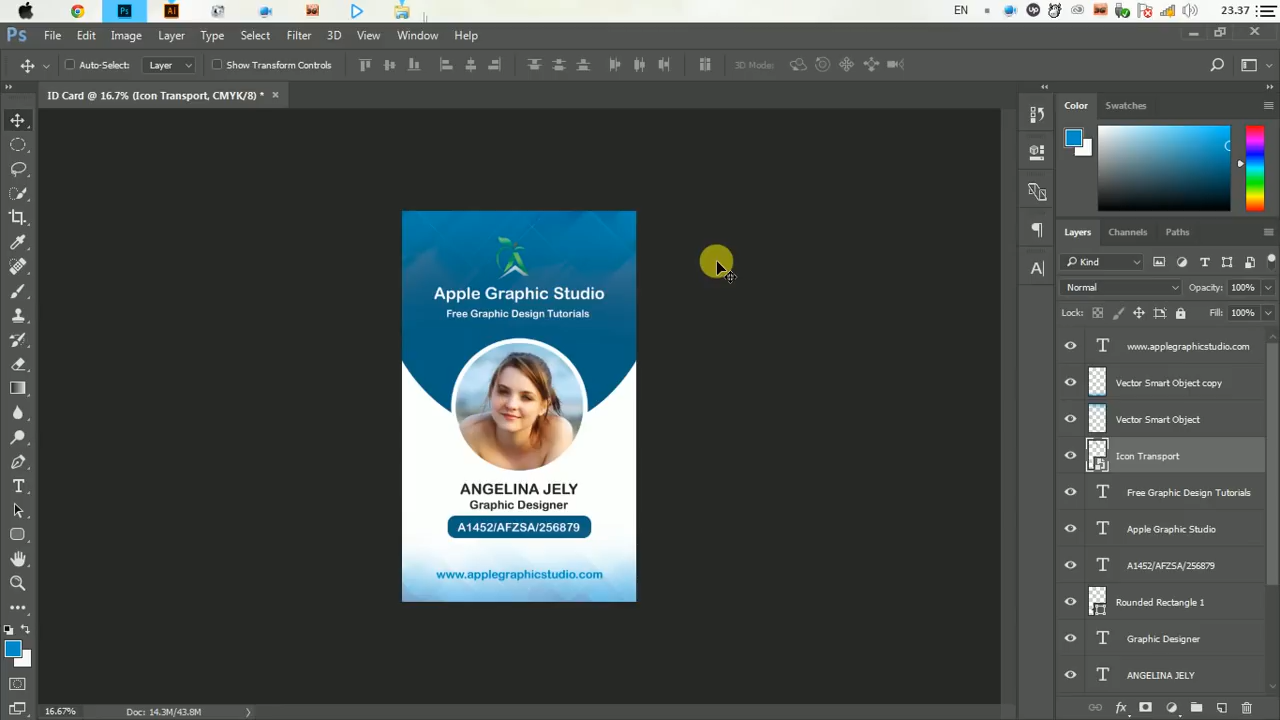 EN
23.37
Ps
File Edit Image Layer Type Select Filter 3D View Window Help
Auto-Select: Layer Show Transform Controls 3D Mode:
ID Card @ 16.7% (Icon Transport, CMYK/8) *
Color Swatches
Layers Channels Paths
Kind
Normal Opacity: 100%
Lock: Fill: 100%
www.applegraphicstudio.com
Vector Smart Object copy
Vector Smart Object
Icon Transport
Free Graphic Design Tutorials
Apple Graphic Studio
A1452/AFZSA/256879
Rounded Rectangle 1
Graphic Designer
ANGELINA JELY
Apple Graphic Studio
Free Graphic Design Tutorials
ANGELINA JELY
Graphic Designer
A1452/AFZSA/256879
www.applegraphicstudio.com
16.67% Doc: 14.3M/43.8M